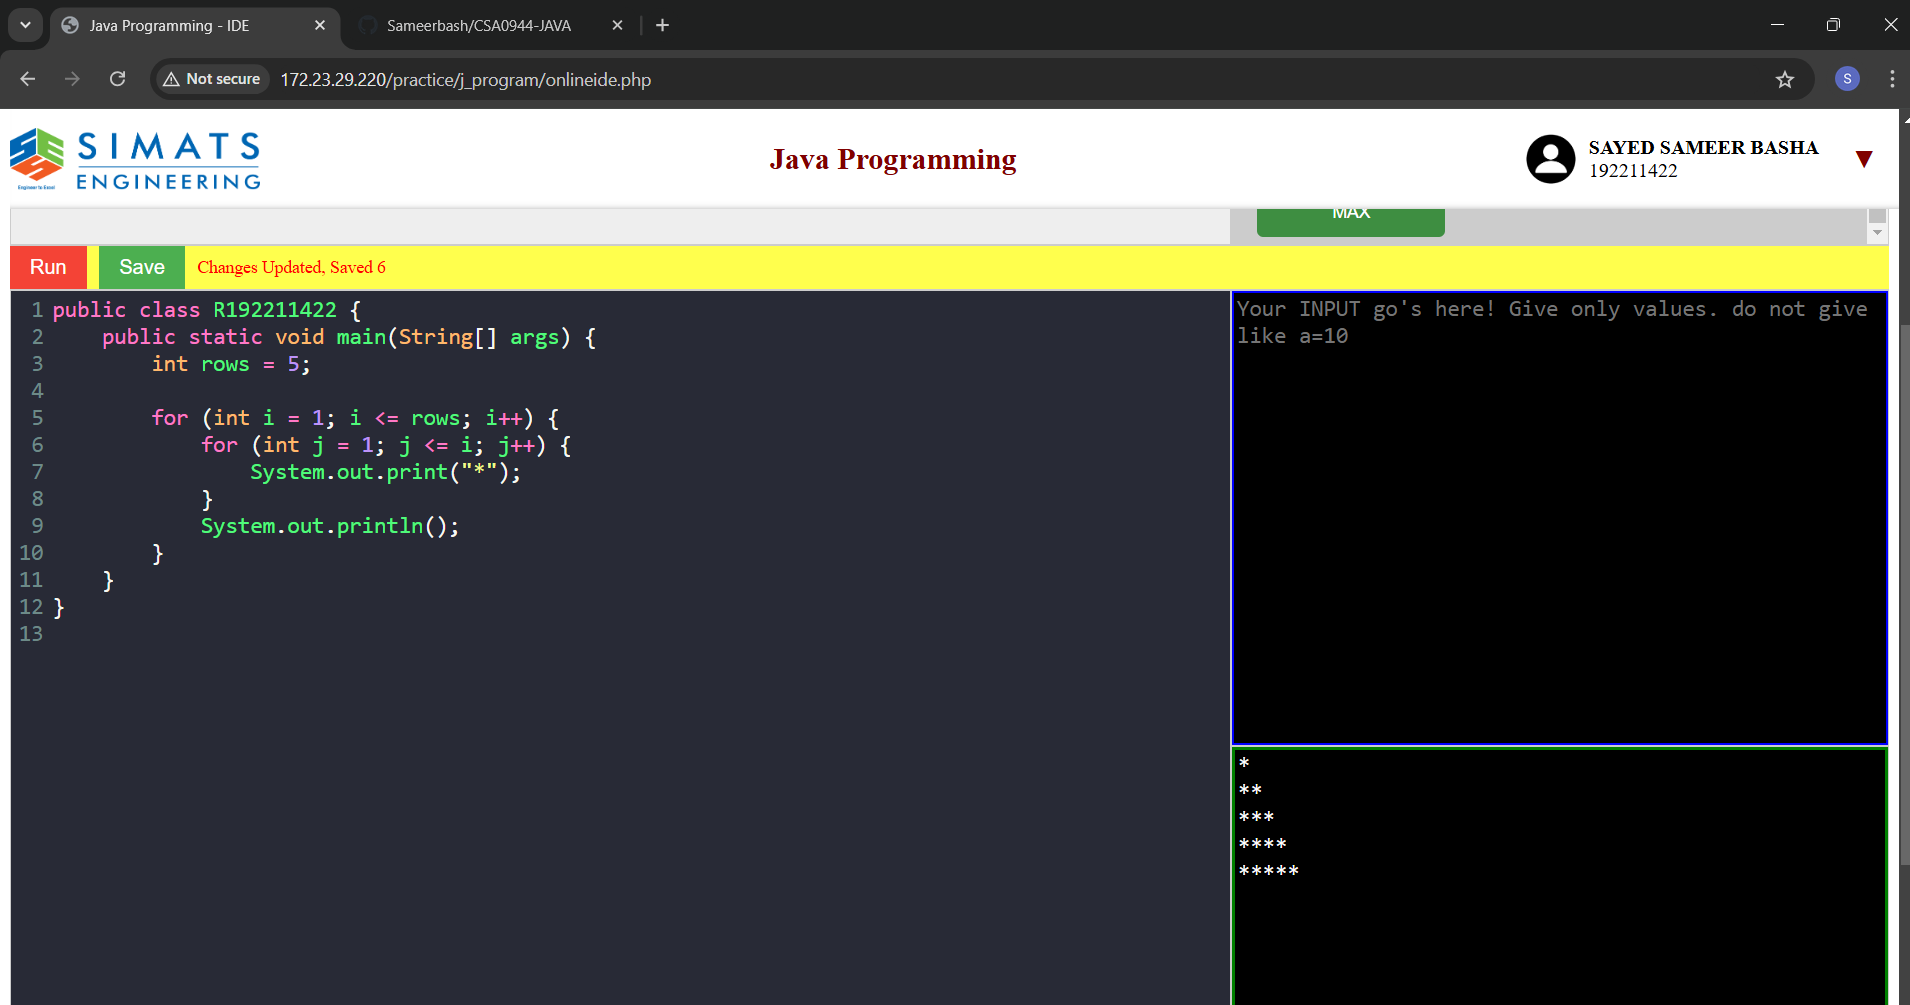 Java Programming - IDE
Sameerbash/CSA0944-JAVA
Not secure
172.23.29.220/practice/j_program/onlineide.php
S
SIMATS
ENGINEERING
Engineer to Excel
Java Programming
SAYED SAMEER BASHA
192211422
MAX
Run
Save
Changes Updated, Saved 6
1 public class R192211422 {
2     public static void main(String[] args) {
3         int rows = 5;
4
5         for (int i = 1; i <= rows; i++) {
6             for (int j = 1; j <= i; j++) {
7                 System.out.print("*");
8             }
9             System.out.println();
10         }
11     }
12 }
13
Your INPUT go's here! Give only values. do not give
like a=10
*
**
***
****
*****